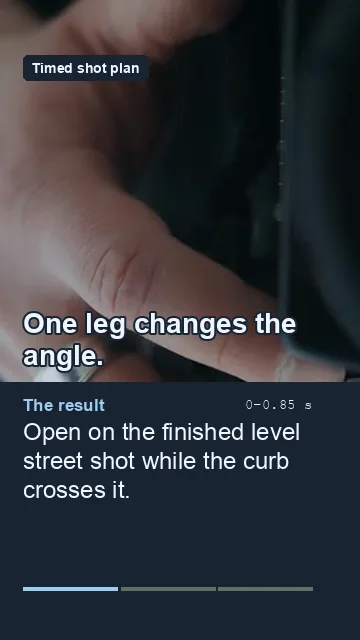 Timed shot plan
One leg changes the
angle.
The result
0–0.85 s
Open on the finished level
street shot while the curb
crosses it.